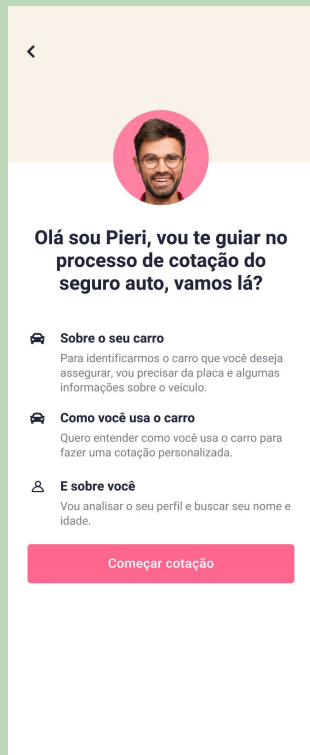 Olá sou Pieri, vou te guiar no
processo de cotação do
seguro auto, vamos lá?
Sobre o seu carro
Para identificarmos o carro que você deseja
assegurar, vou precisar da placa e algumas
informações sobre o veículo.
Como você usa o carro
Quero entender como você usa o carro para
fazer uma cotação personalizada.
E sobre você
Vou analisar o seu perfil e buscar seu nome e
idade.
Começar cotação